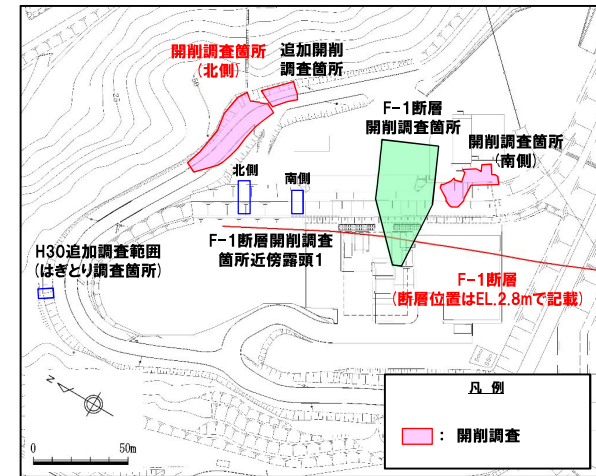 開削調査箇所
(北側)
追加開削
調査箇所
F-1断層
開削調査箇所
開削調査箇所
(南側)
北側
南側
H30追加調査範囲
(はぎとり調査箇所)
F-1断層開削調査
箇所近傍露頭1
F-1断層
(断層位置はEL.2.8mで記載)
N
0 50m
凡 例
: 開削調査